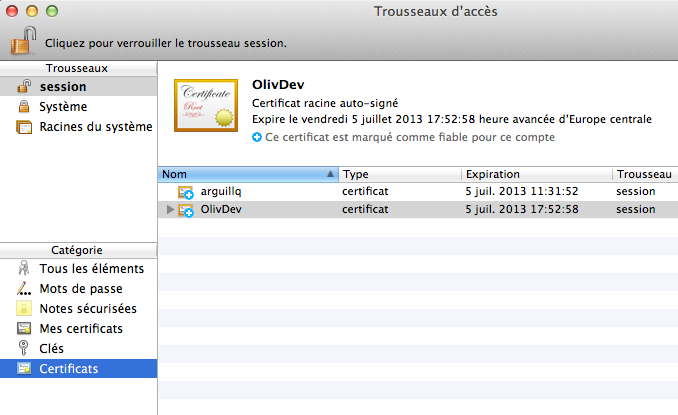 Trousseaux d'accès
Cliquez pour verrouiller le trousseau session.
Trousseaux
session
Système
Racines du système
Certificate
Root
OlivDev
Certificat racine auto-signé
Expire le vendredi 5 juillet 2013 17:52:58 heure avancée d'Europe centrale
Ce certificat est marqué comme fiable pour ce compte
Nom Type Expiration Trousseau
arguillq certificat 5 juil. 2013 11:31:52 session
OlivDev certificat 5 juil. 2013 17:52:58 session
Catégorie
Tous les éléments
Mots de passe
Notes sécurisées
Mes certificats
Clés
Certificats